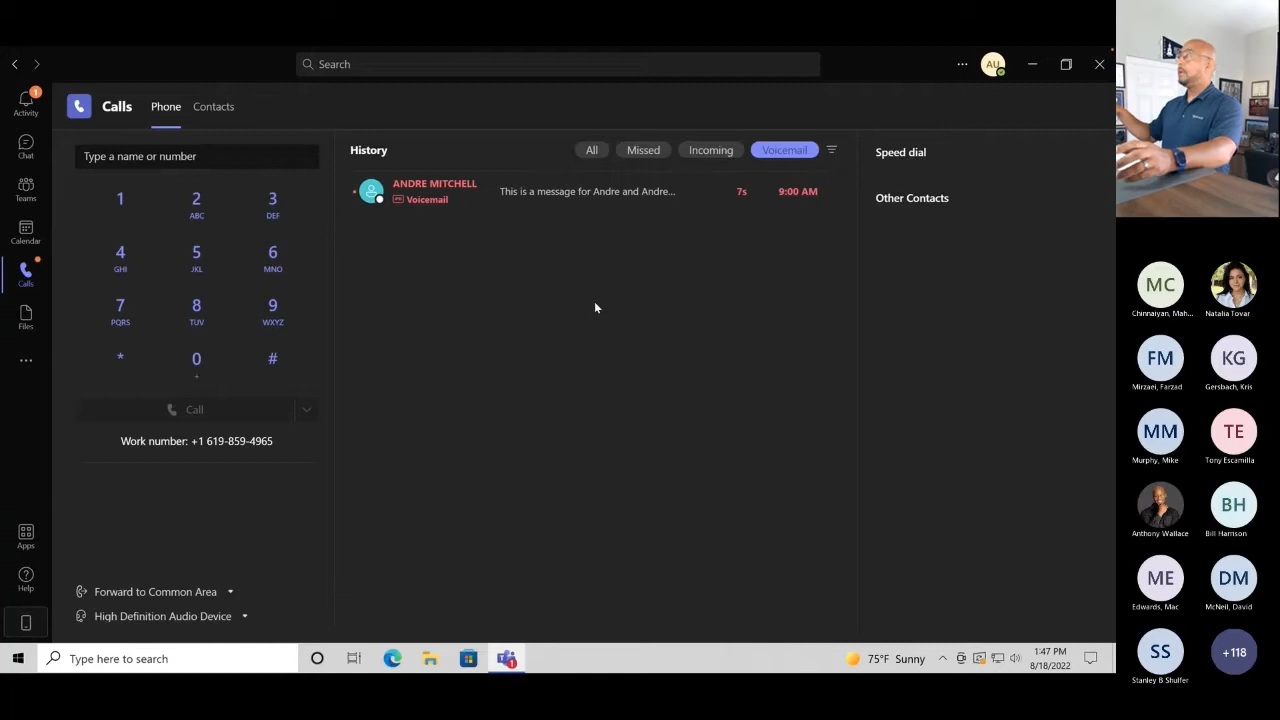 Search
AU
1
Activity
Chat
Teams
Calendar
Calls
Files
Apps
Help
Calls
Phone
Contacts
Type a name or number
1
2
ABC
3
DEF
4
GHI
5
JKL
6
MNO
7
PQRS
8
TUV
9
WXYZ
*
0
+
#
Call
Work number: +1 619-859-4965
Forward to Common Area
High Definition Audio Device
History
All
Missed
Incoming
Voicemail
ANDRE MITCHELL
Voicemail
This is a message for Andre and Andre...
7s
9:00 AM
Speed dial
Other Contacts
Type here to search
1
75°F Sunny
1:47 PM
8/18/2022
MC
Chinnaiyan, Mah...
Natalia Tovar
FM
Mirzaei, Farzad
KG
Gersbach, Kris
MM
Murphy, Mike
TE
Tony Escamilla
Anthony Wallace
BH
Bill Harrison
ME
Edwards, Mac
DM
McNeil, David
SS
Stanley B Shulfer
+118